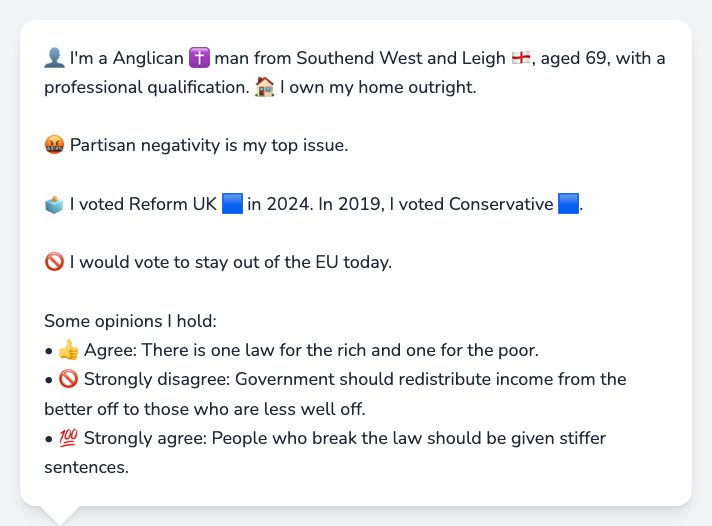 👤 I'm a Anglican ✝️ man from Southend West and Leigh 🏴󠁧󠁢󠁥󠁮󠁧󠁿, aged 69, with a
professional qualification. 🏠 I own my home outright.
🤬 Partisan negativity is my top issue.
🗳️ I voted Reform UK 🟦 in 2024. In 2019, I voted Conservative 🟦.
🚫 I would vote to stay out of the EU today.
Some opinions I hold:
• 👍 Agree: There is one law for the rich and one for the poor.
• 🚫 Strongly disagree: Government should redistribute income from the
better off to those who are less well off.
• 💯 Strongly agree: People who break the law should be given stiffer
sentences.